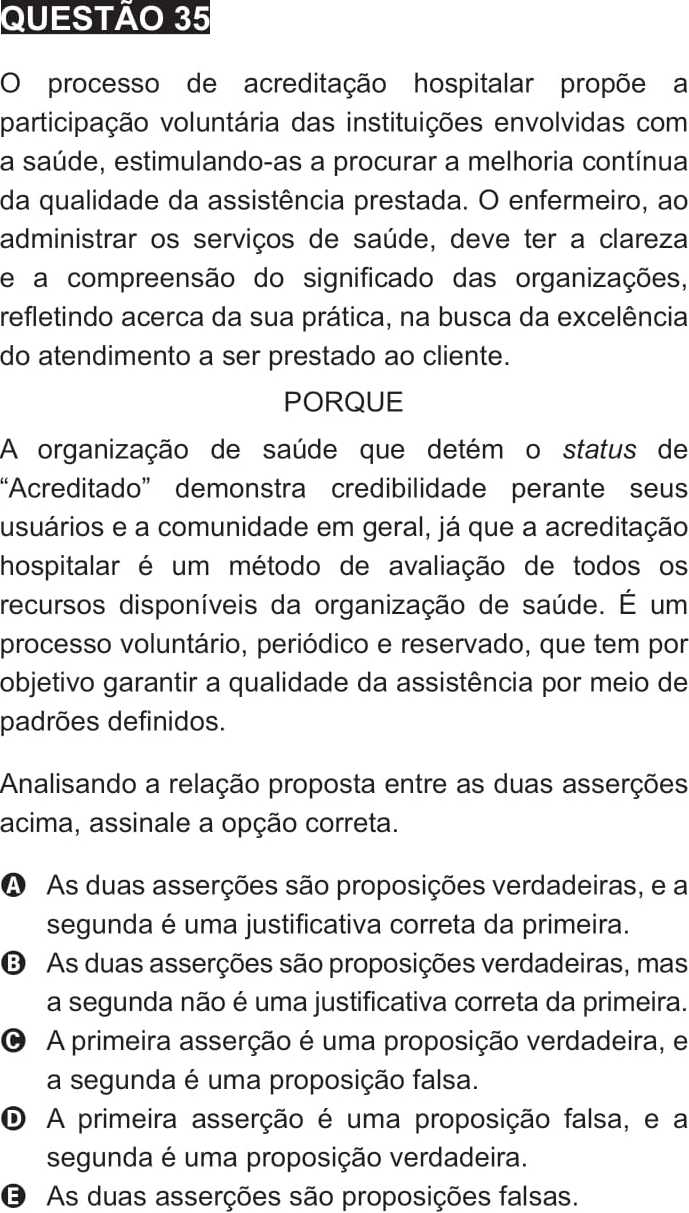 QUESTÃO 35
O processo de acreditação hospitalar propõe a
participação voluntária das instituições envolvidas com
a saúde, estimulando-as a procurar a melhoria contínua
da qualidade da assistência prestada. O enfermeiro, ao
administrar os serviços de saúde, deve ter a clareza
e a compreensão do significado das organizações,
refletindo acerca da sua prática, na busca da excelência
do atendimento a ser prestado ao cliente.
PORQUE
A organização de saúde que detém o status de
“Acreditado” demonstra credibilidade perante seus
usuários e a comunidade em geral, já que a acreditação
hospitalar é um método de avaliação de todos os
recursos disponíveis da organização de saúde. É um
processo voluntário, periódico e reservado, que tem por
objetivo garantir a qualidade da assistência por meio de
padrões definidos.
Analisando a relação proposta entre as duas asserções
acima, assinale a opção correta.
A As duas asserções são proposições verdadeiras, e a
segunda é uma justificativa correta da primeira.
B As duas asserções são proposições verdadeiras, mas
a segunda não é uma justificativa correta da primeira.
C A primeira asserção é uma proposição verdadeira, e
a segunda é uma proposição falsa.
D A primeira asserção é uma proposição falsa, e a
segunda é uma proposição verdadeira.
E As duas asserções são proposições falsas.